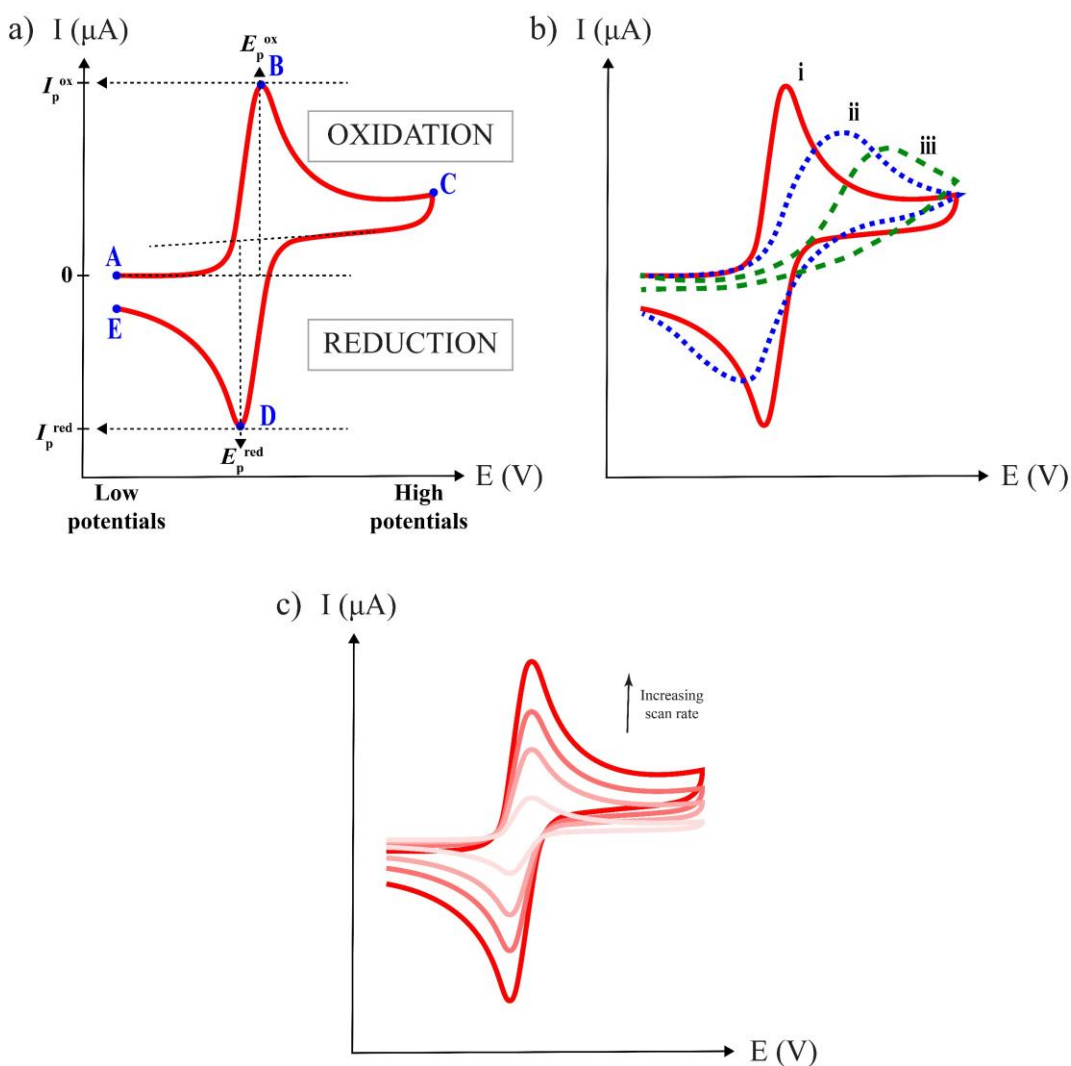 a) I (μA)
E_p^ox
B
I_p^ox
OXIDATION
C
A
0
E
REDUCTION
D
I_p^red
E_p^red
E (V)
Low
potentials
High
potentials
b) I (μA)
i
ii
iii
E (V)
c) I (μA)
Increasing
scan rate
E (V)